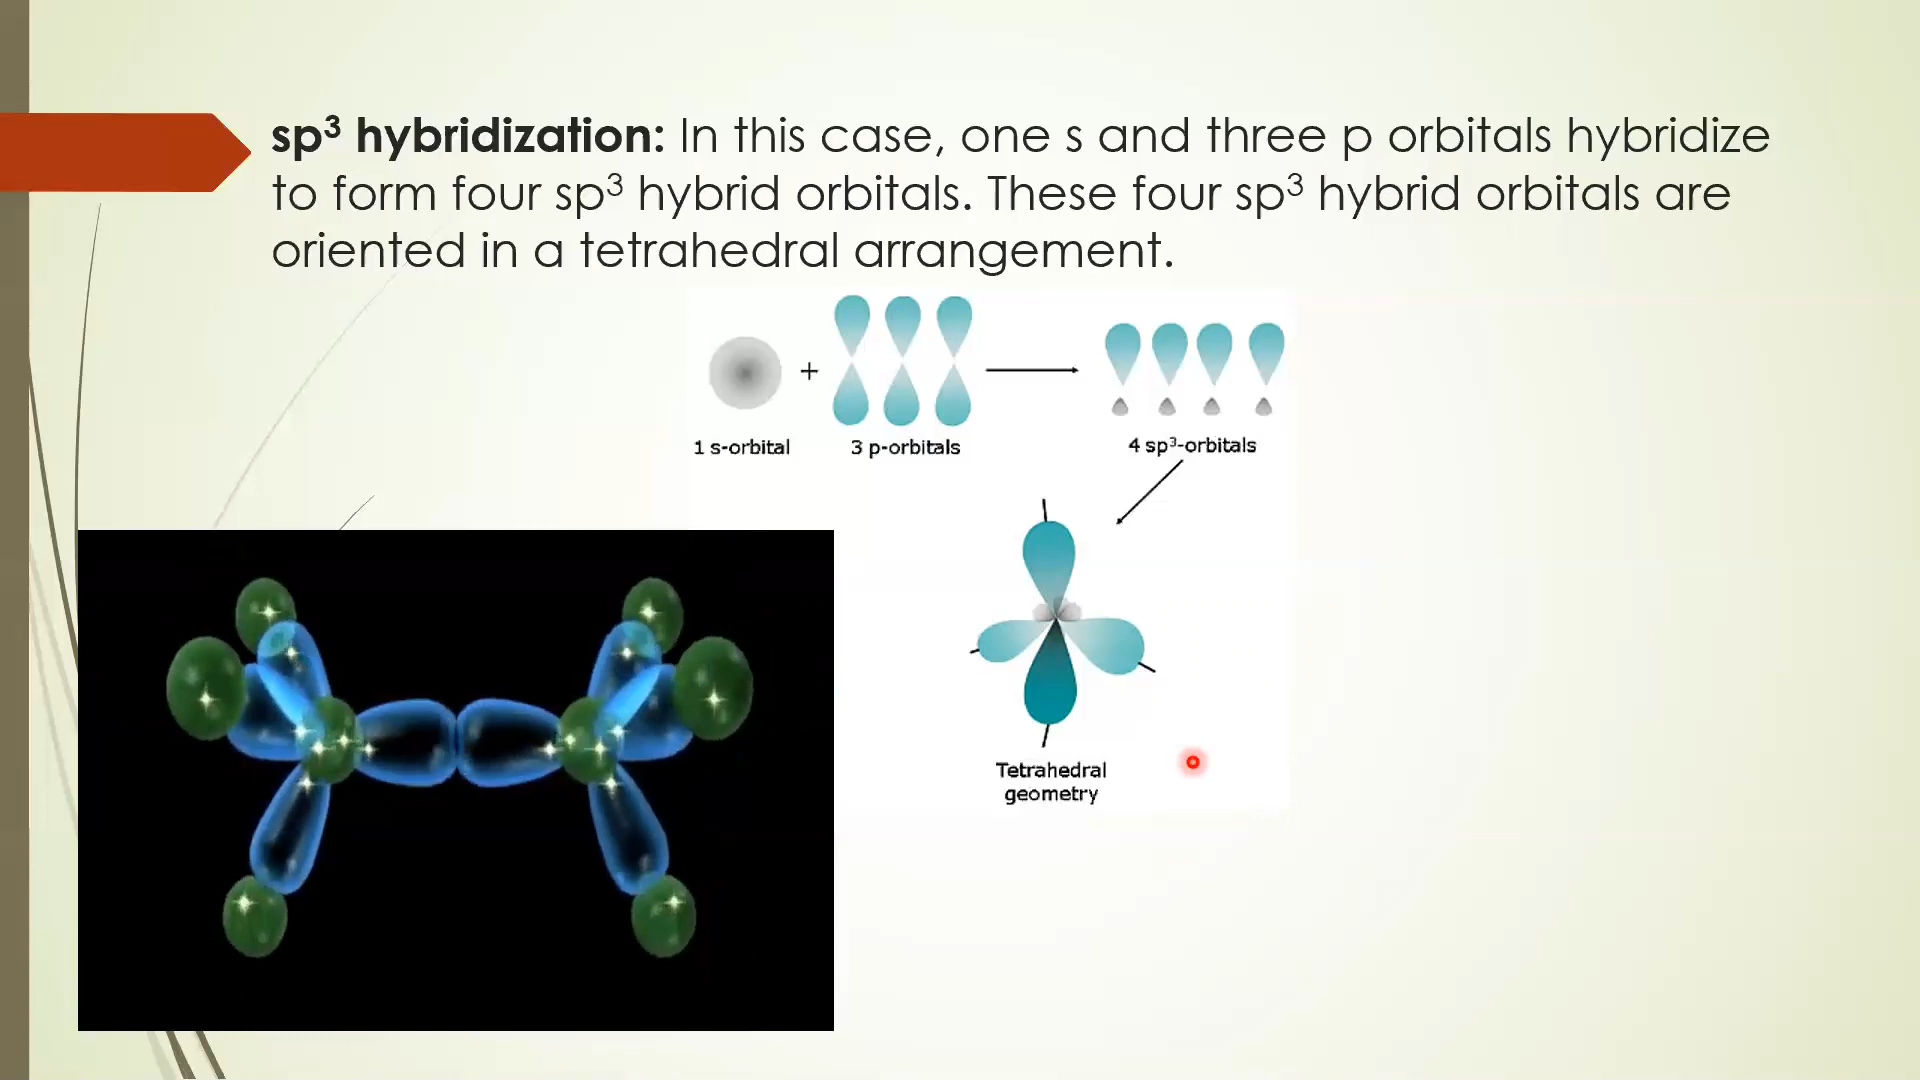 sp³ hybridization: In this case, one s and three p orbitals hybridize
to form four sp³ hybrid orbitals. These four sp³ hybrid orbitals are
oriented in a tetrahedral arrangement.
+
1 s-orbital
3 p-orbitals
4 sp³-orbitals
Tetrahedral
geometry